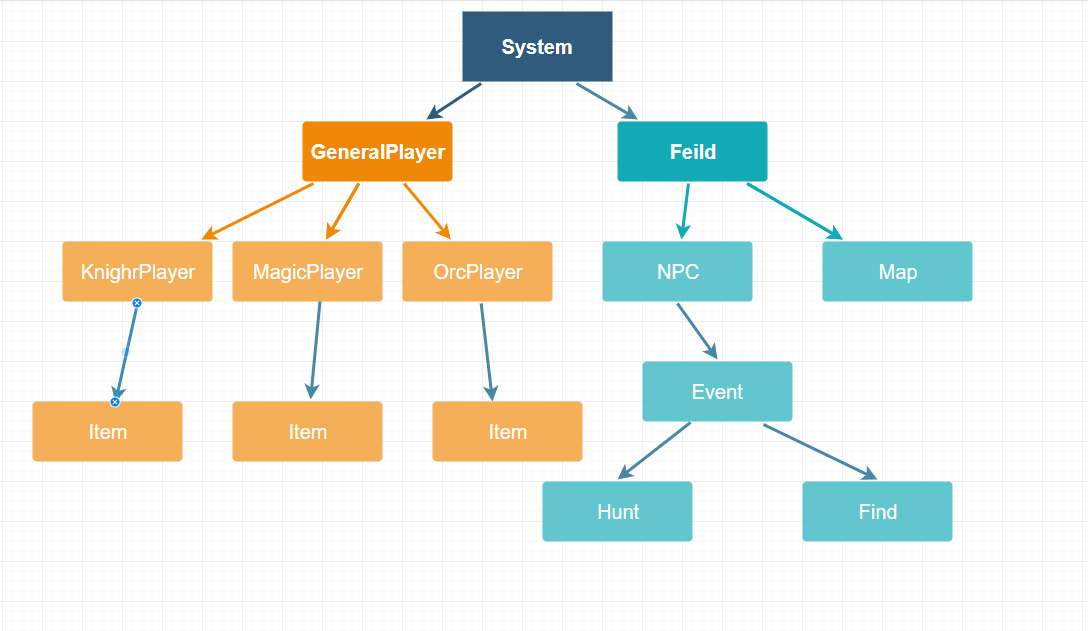 System
GeneralPlayer
Feild
KnighrPlayer
MagicPlayer
OrcPlayer
NPC
Map
Event
Item
Item
Item
Hunt
Find